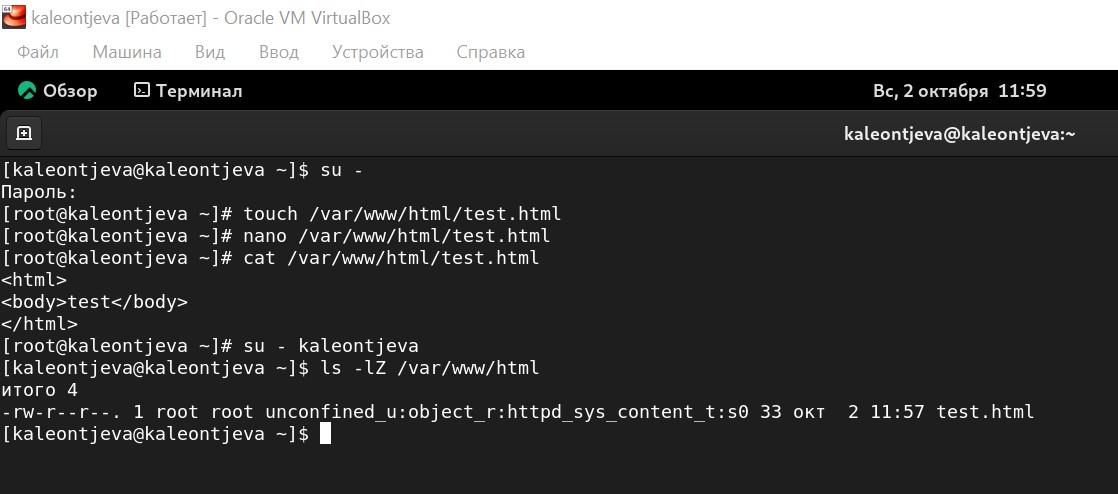 64
kaleontjeva [Работает] - Oracle VM VirtualBox
Файл Машина Вид Ввод Устройства Справка
Обзор Терминал Вс, 2 октября 11:59
kaleontjeva@kaleontjeva:~
[kaleontjeva@kaleontjeva ~]$ su -
Пароль:
[root@kaleontjeva ~]# touch /var/www/html/test.html
[root@kaleontjeva ~]# nano /var/www/html/test.html
[root@kaleontjeva ~]# cat /var/www/html/test.html
<html>
<body>test</body>
</html>
[root@kaleontjeva ~]# su - kaleontjeva
[kaleontjeva@kaleontjeva ~]$ ls -lZ /var/www/html
итого 4
-rw-r--r--. 1 root root unconfined_u:object_r:httpd_sys_content_t:s0 33 окт  2 11:57 test.html
[kaleontjeva@kaleontjeva ~]$